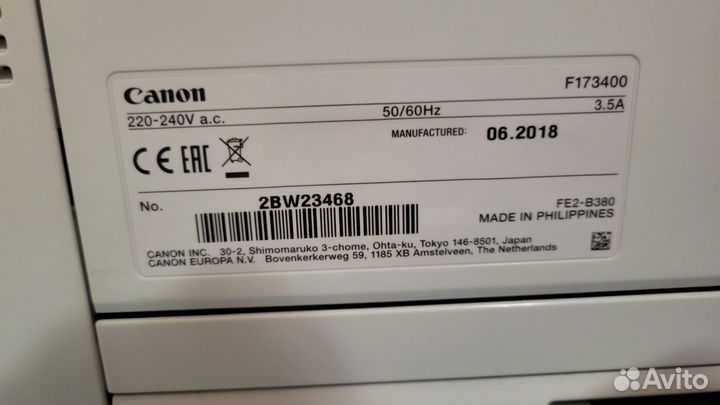 Canon F173400
220-240V a.c. 50/60Hz 3.5A
MANUFACTURED: 06.2018
CE EAC
No. 2BW23468 FE2-B380
MADE IN PHILIPPINES
CANON INC. 30-2, Shimomaruko 3-chome, Ohta-ku, Tokyo 146-8501, Japan
CANON EUROPA N.V. Bovenkerkerweg 59, 1185 XB Amstelveen, The Netherlands
Avito